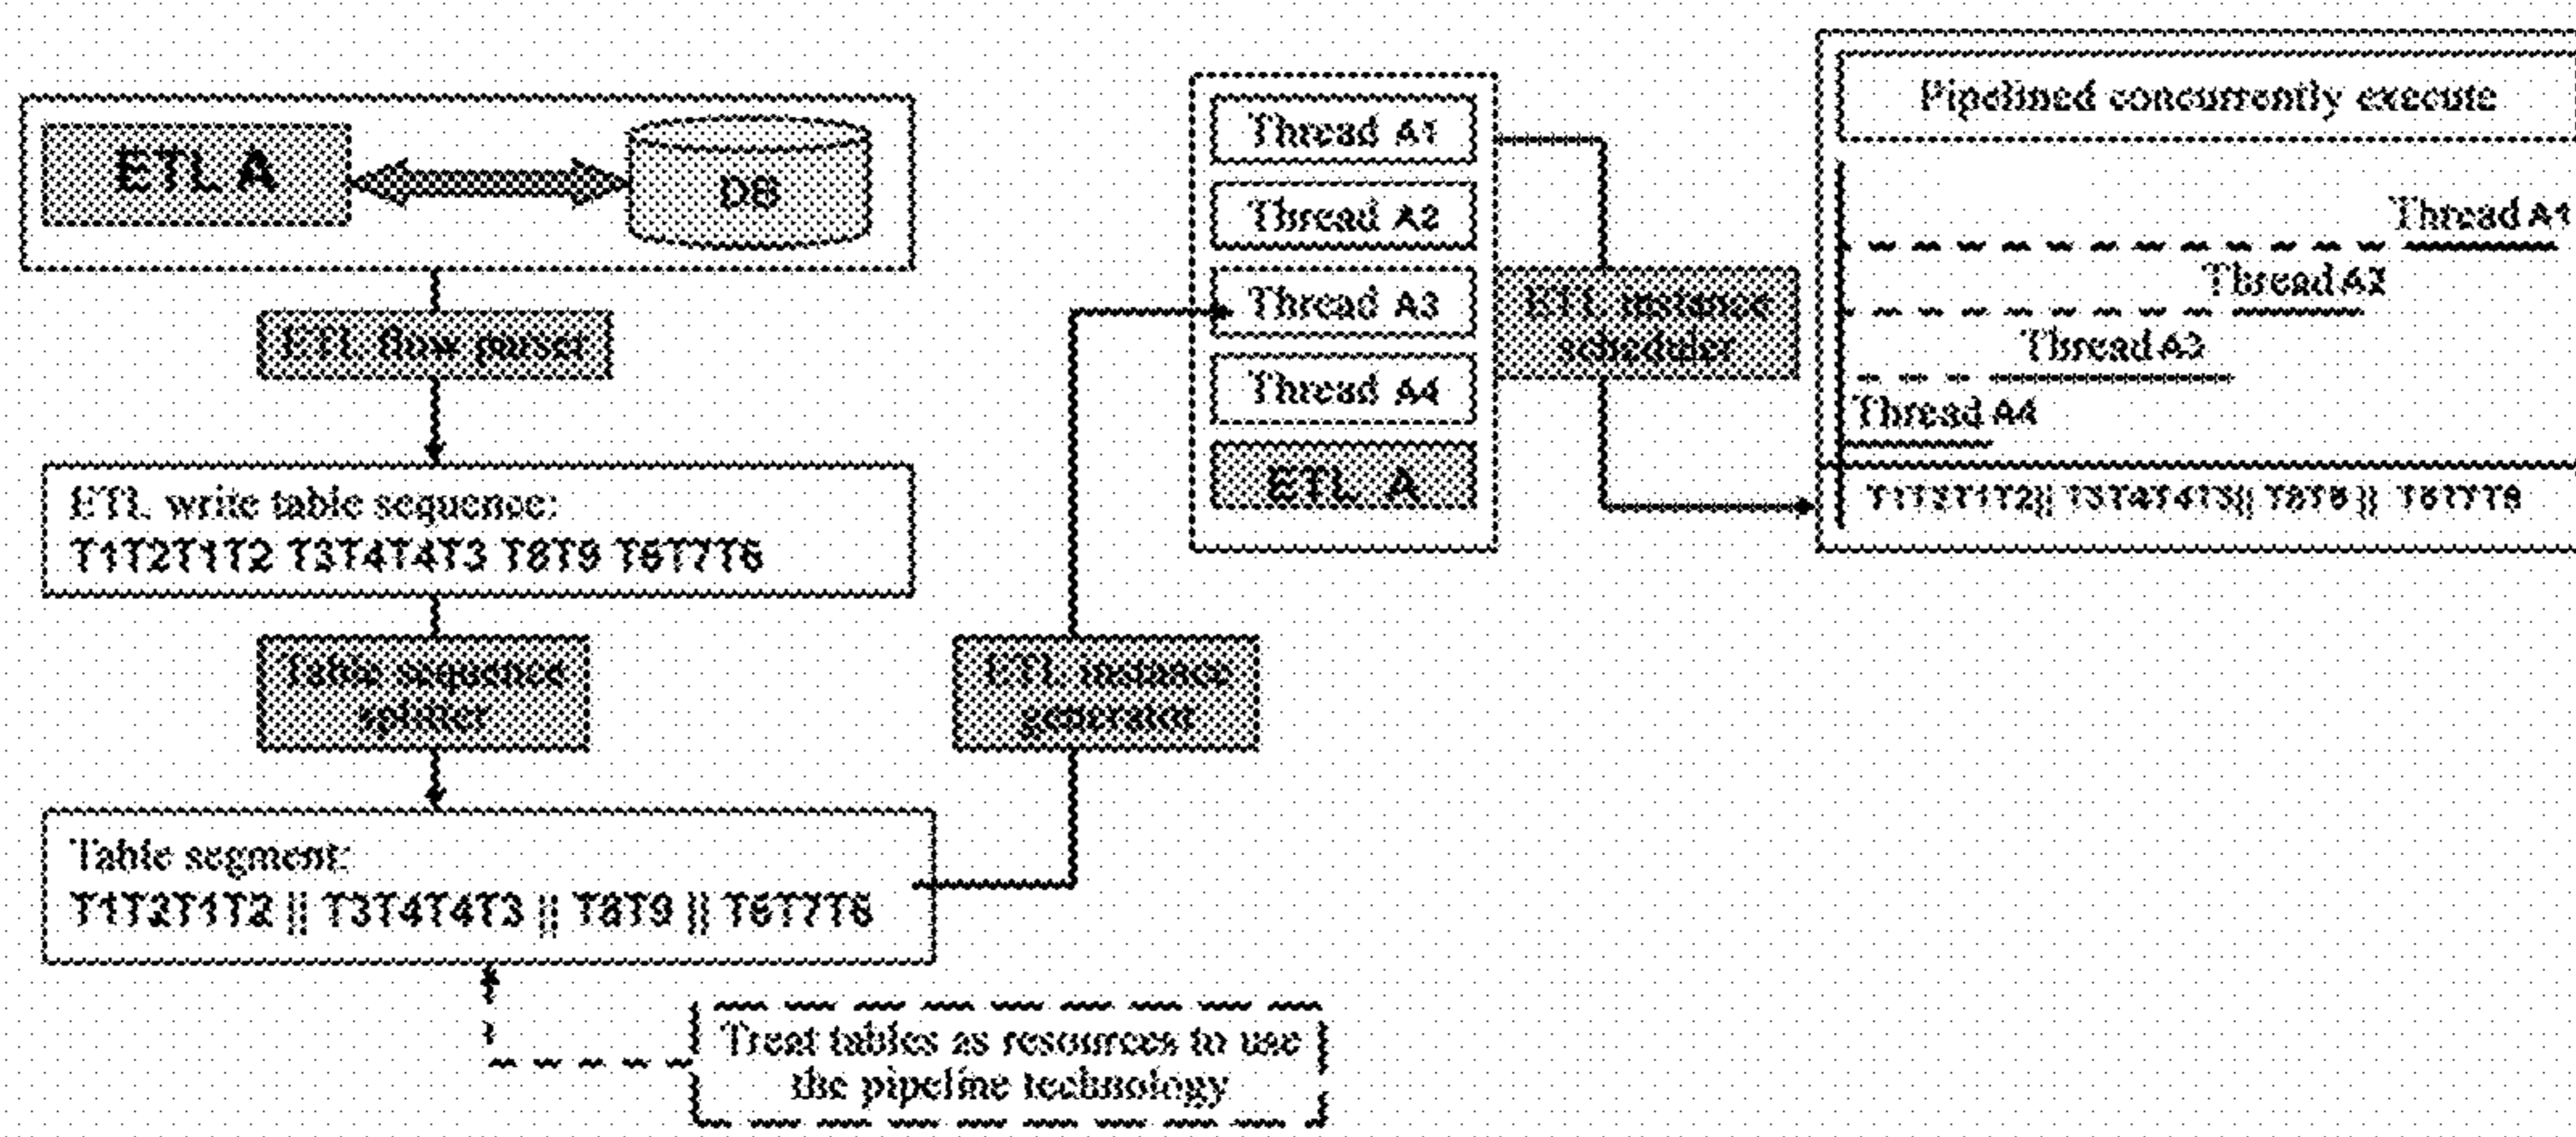 ETL A
DB
ETL flow parser
ETL write table sequence:
T1T2T1T2 T3T4T4T3 T8T9 T6T7T6
Table sequence
splitter
Table segment:
T1T2T1T2 || T3T4T4T3 || T8T9 || T6T7T6
Treat tables as resources to use
the pipeline technology
ETL instance
generator
Thread A1
Thread A2
Thread A3
Thread A4
ETL A
ETL instance
scheduler
Pipelined concurrently execute
Thread A1
Thread A2
Thread A3
Thread A4
T1T2T1T2|| T3T4T4T3|| || T6T7T6